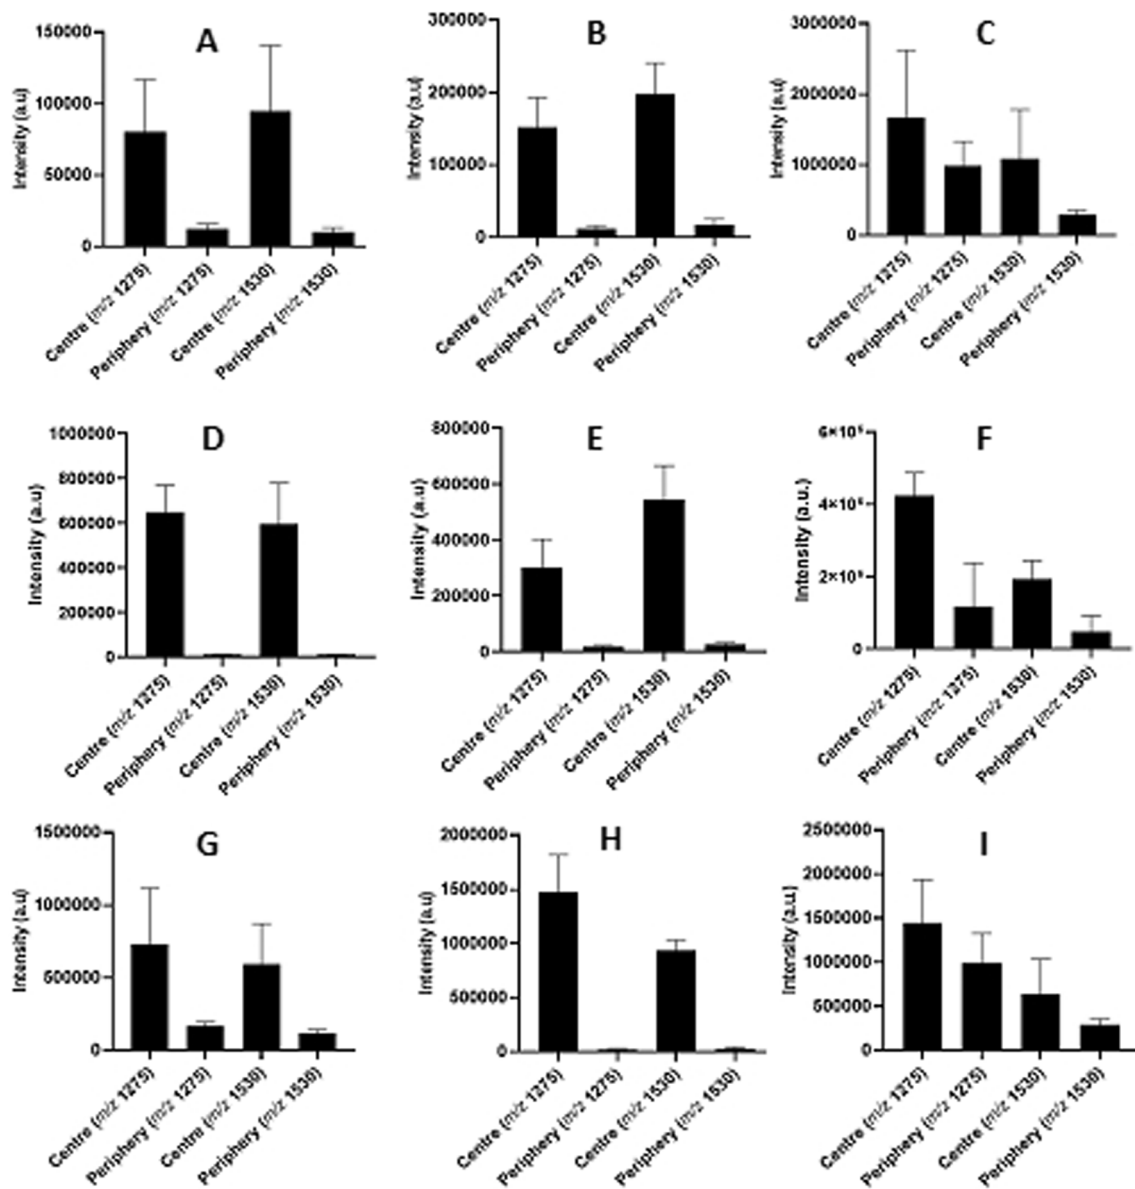 A
Intensity (a.u)
150000
100000
50000
0
Centre (m/z 1275)
Periphery (m/z 1275)
Centre (m/z 1530)
Periphery (m/z 1530)
B
Intensity (a.u)
300000
200000
100000
0
Centre (m/z 1275)
Periphery (m/z 1275)
Centre (m/z 1530)
Periphery (m/z 1530)
C
Intensity (a.u)
3000000
2000000
1000000
0
Centre (m/z 1275)
Periphery (m/z 1275)
Centre (m/z 1530)
Periphery (m/z 1530)
D
Intensity (a.u)
1000000
800000
600000
400000
200000
0
Centre (m/z 1275)
Periphery (m/z 1275)
Centre (m/z 1530)
Periphery (m/z 1530)
E
Intensity (a.u)
800000
600000
400000
200000
0
Centre (m/z 1275)
Periphery (m/z 1275)
Centre (m/z 1530)
Periphery (m/z 1530)
F
Intensity (a.u.)
0
Centre (m/z 1275)
Periphery (m/z 1275)
Centre (m/z 1530)
Periphery (m/z 1530)
G
Intensity (a.u)
1500000
1000000
500000
0
Centre (m/z 1275)
Periphery (m/z 1275)
Centre (m/z 1530)
Periphery (m/z 1530)
H
Intensity (a.u)
2000000
1500000
1000000
500000
0
Centre (m/z 1275)
Periphery (m/z 1275)
Centre (m/z 1530)
Periphery (m/z 1530)
I
Intensity (a.u.)
2500000
2000000
1500000
1000000
500000
0
Centre (m/z 1275)
Periphery (m/z 1275)
Centre (m/z 1530)
Periphery (m/z 1530)